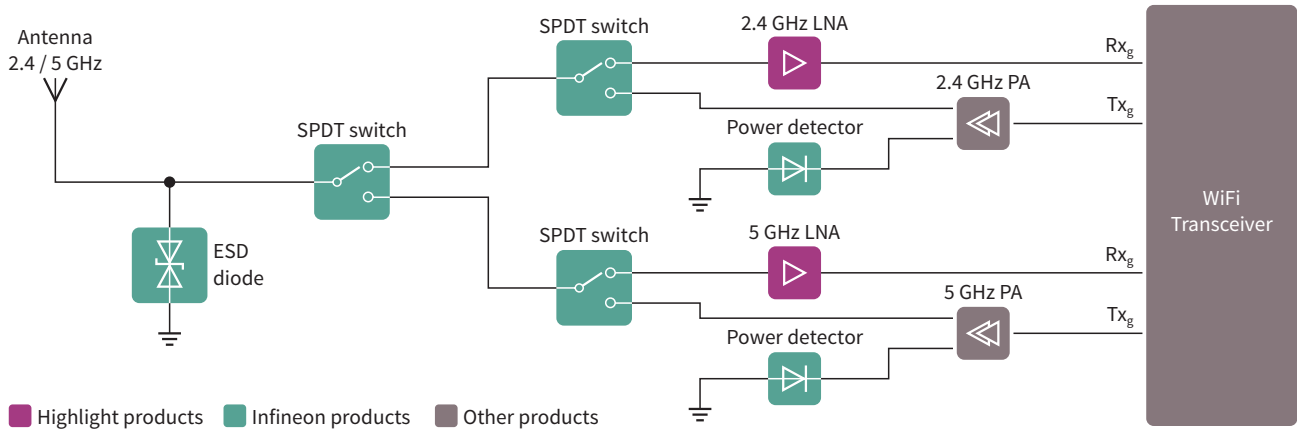 Antenna
2.4 / 5 GHz
SPDT switch
ESD
diode
SPDT switch
2.4 GHz LNA
Rxg
2.4 GHz PA
Txg
Power detector
SPDT switch
5 GHz LNA
Rxg
5 GHz PA
Txg
Power detector
WiFi
Transceiver
Highlight products
Infineon products
Other products